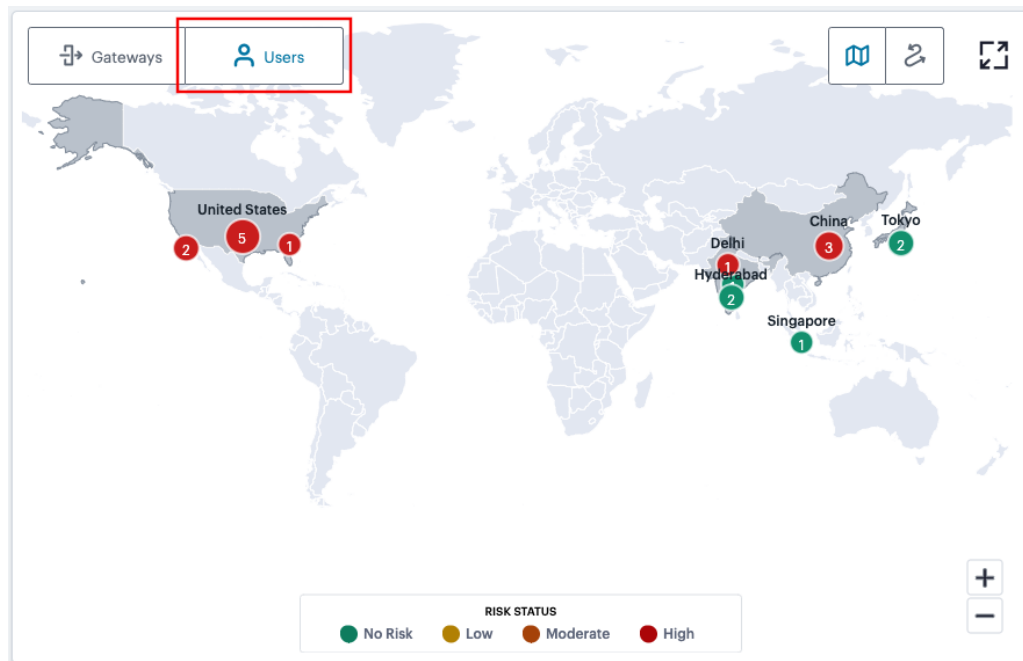 Gateways
Users
United States
2
5
1
China
Tokyo
3
2
Delhi
1
Hyderabad
2
Singapore
1
RISK STATUS
No Risk
Low
Moderate
High
+
−